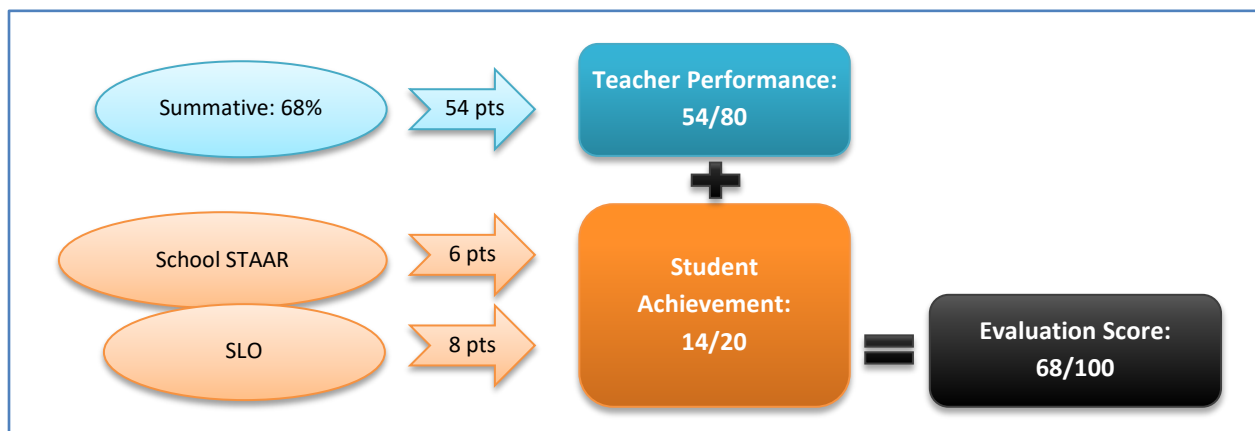 Summative: 68%
54 pts
Teacher Performance:
54/80
School STAAR
6 pts
SLO
8 pts
Student
Achievement:
14/20
Evaluation Score:
68/100